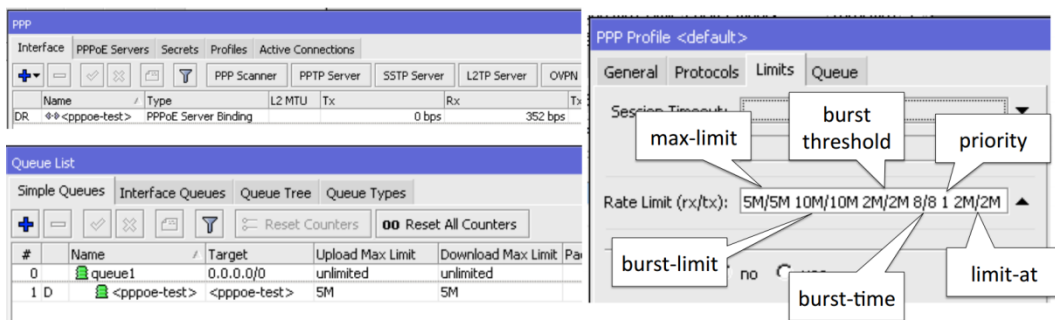 PPP
Interface PPPoE Servers Secrets Profiles Active Connections
PPP Scanner PPTP Server SSTP Server L2TP Server OVPN
Name Type L2 MTU Tx Rx
DR <pppoe-test> PPPoE Server Binding 0 bps 352 bps
Queue List
Simple Queues Interface Queues Queue Tree Queue Types
Reset Counters 00 Reset All Counters
# Name Target Upload Max Limit Download Max Limit
0 queue1 0.0.0.0/0 unlimited unlimited
1 D <pppoe-test> <pppoe-test> 5M 5M
PPP Profile <default>
General Protocols Limits Queue
max-limit
burst threshold
priority
Rate Limit (rx/tx): 5M/5M 10M/10M 2M/2M 8/8 1 2M/2M
burst-limit
no
burst-time
limit-at